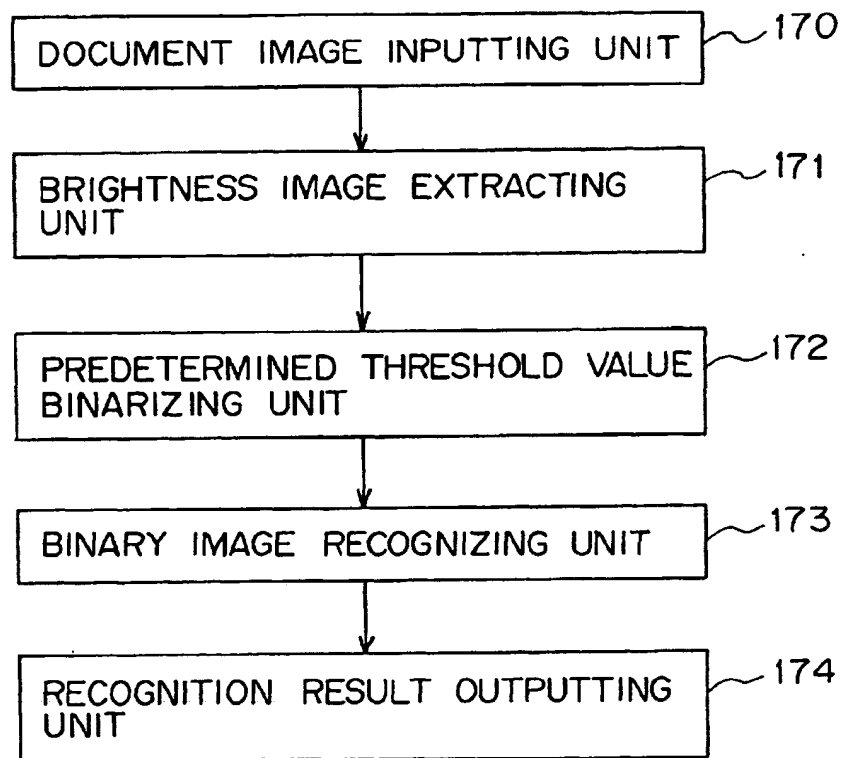 170
DOCUMENT IMAGE INPUTTING UNIT
171
BRIGHTNESS IMAGE EXTRACTING
UNIT
172
PREDETERMINED THRESHOLD VALUE
BINARIZING UNIT
173
BINARY IMAGE RECOGNIZING UNIT
174
RECOGNITION RESULT OUTPUTTING
UNIT